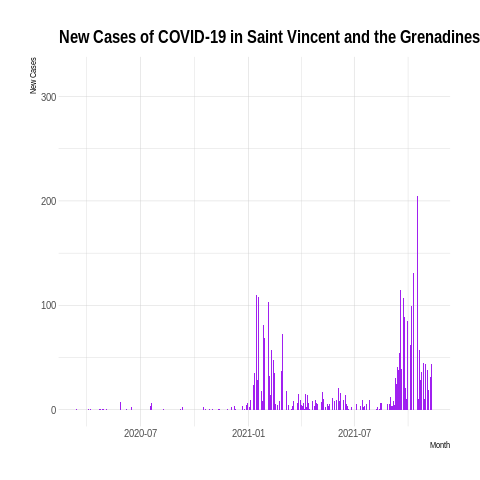 New Cases of COVID-19 in Saint Vincent and the Grenadines
New Cases
300
200
100
0
2020-07 2021-01 2021-07
Month